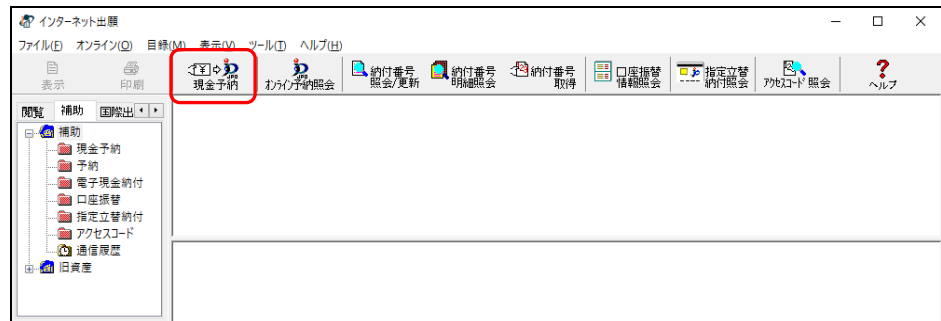 インターネット出願
ファイル(F) オンライン(O) 目録(M) 表示(V) ツール(T) ヘルプ(H)
表示
印刷
現金予納
オンライン予納照会
納付番号
照会/更新
納付番号
明細照会
納付番号
取得
口座振替
情報照会
指定立替
納付照会
アクセスコード照会
ヘルプ
閲覧 補助 国際出
補助
現金予納
予納
電子現金納付
口座振替
指定立替納付
アクセスコード
通信履歴
旧資産